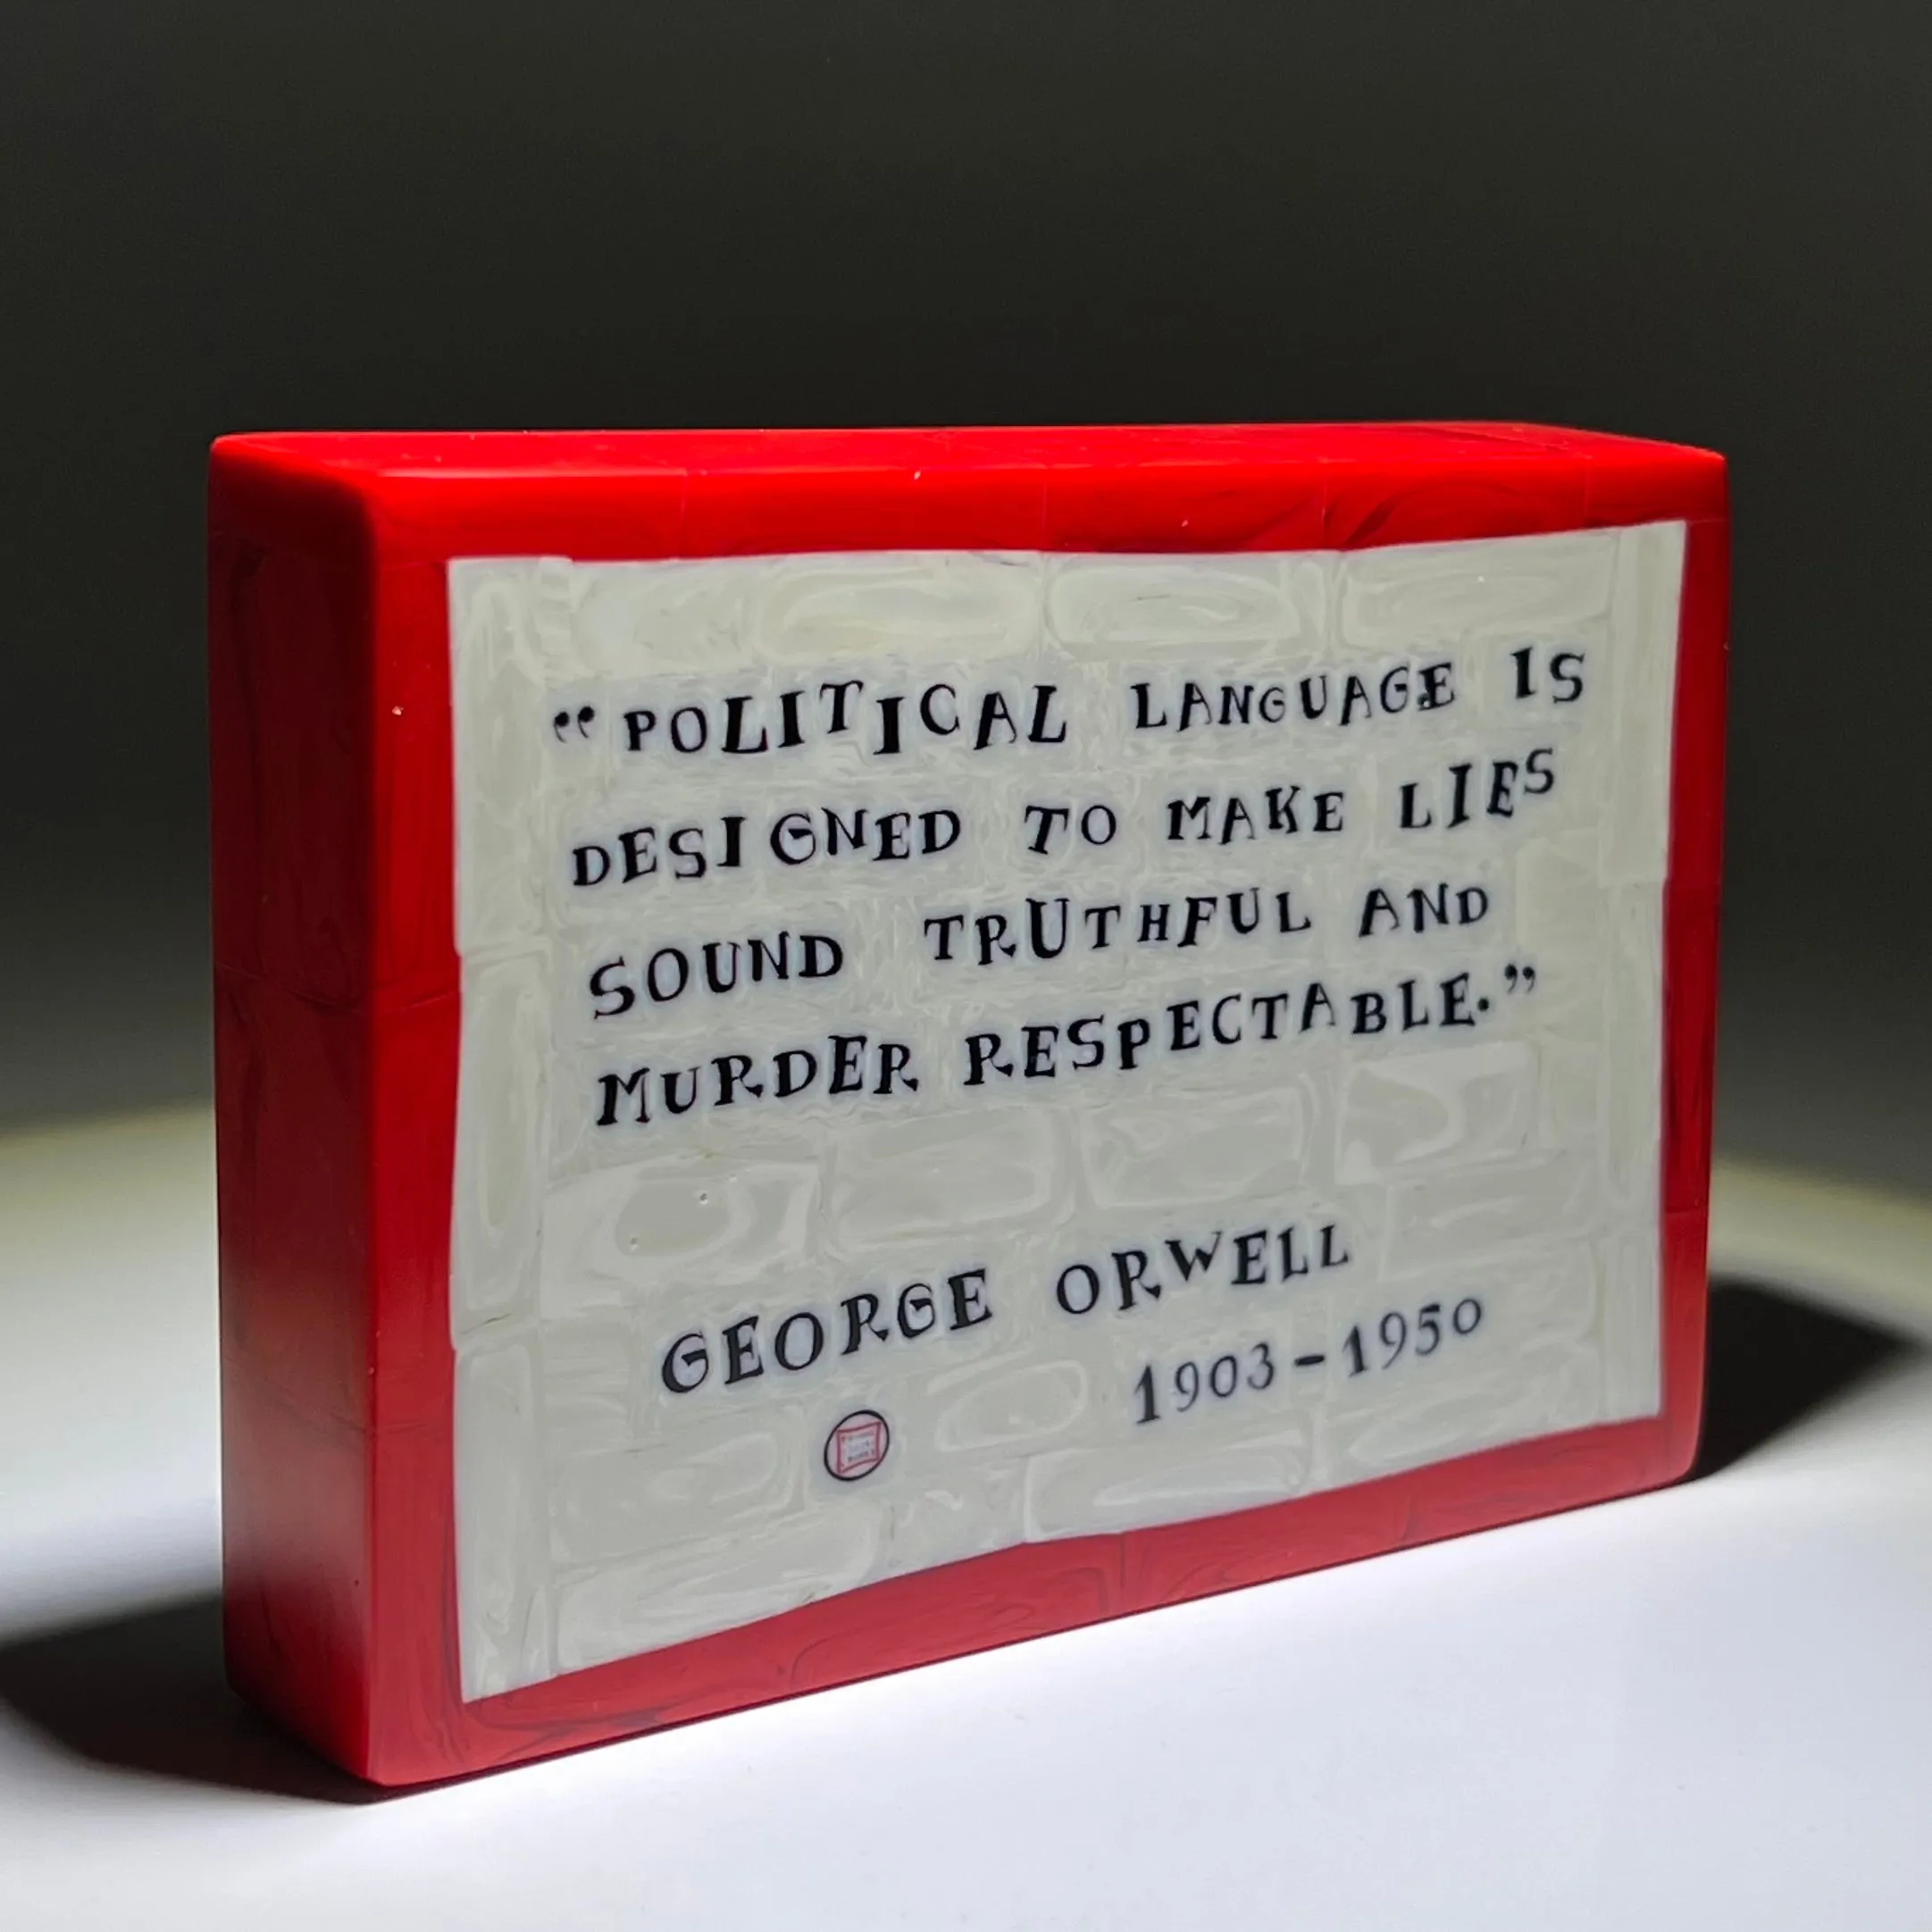 “POLITICAL LANGUAGE IS
DESIGNED TO MAKE LIES
SOUND TRUTHFUL AND
MURDER RESPECTABLE.”
GEORGE ORWELL
1903-1950